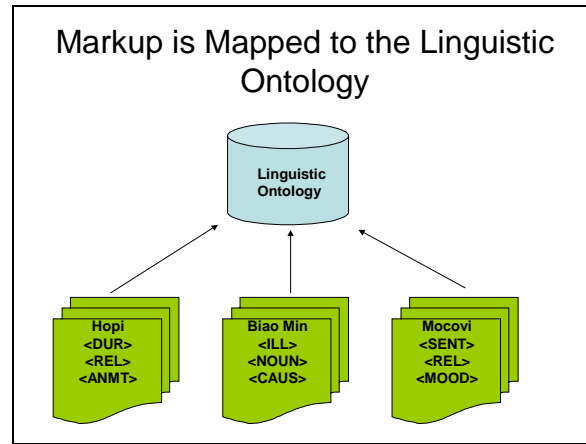 Markup is Mapped to the Linguistic
Ontology
Linguistic
Ontology
Hopi
<DUR>
<REL>
<ANMT>
Biao Min
<ILL>
<NOUN>
<CAUS>
Mocovi
<SENT>
<REL>
<MOOD>